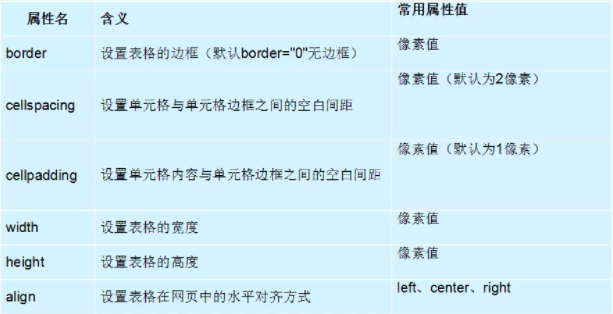 属性名 含义 常用属性值
border 设置表格的边框（默认border="0"无边框） 像素值
cellspacing 设置单元格与单元格边框之间的空白间距 像素值（默认为2像素）
cellpadding 设置单元格内容与单元格边框之间的空白间距 像素值（默认为1像素）
width 设置表格的宽度 像素值
height 设置表格的高度 像素值
align 设置表格在网页中的水平对齐方式 left、center、right